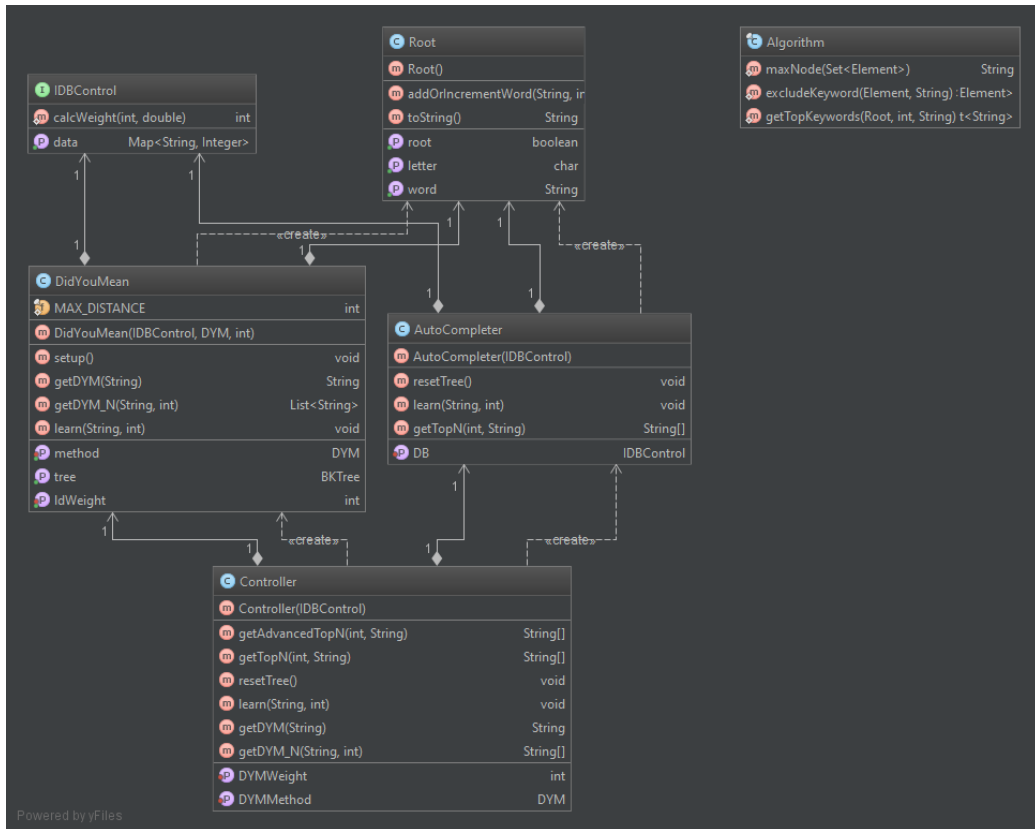 IDBControl
calcWeight(int, double) int
data Map<String, Integer>
Root
Root()
addOrIncrementWord(String, in
toString() String
root boolean
letter char
word String
Algorithm
maxNode(Set<Element>) String
excludeKeyword(Element, String) :Element>
getTopKeywords(Root, int, String) t<String>
1
1
1
1
1
1
1
1
«create»
«create»
DidYouMean
MAX_DISTANCE int
DidYouMean(IDBControl, DYM, int)
setup() void
getDYM(String) String
getDYM_N(String, int) List<String>
learn(String, int) void
method DYM
tree BKTree
ldWeight int
AutoCompleter
AutoCompleter(IDBControl)
resetTree() void
learn(String, int) void
getTopN(int, String) String[]
DB IDBControl
1
1
1
1
«create»
«create»
Controller
Controller(IDBControl)
getAdvancedTopN(int, String) String[]
getTopN(int, String) String[]
resetTree() void
learn(String, int) void
getDYM(String) String
getDYM_N(String, int) String[]
DYMWeight int
DYMMethod DYM
Powered by yFiles